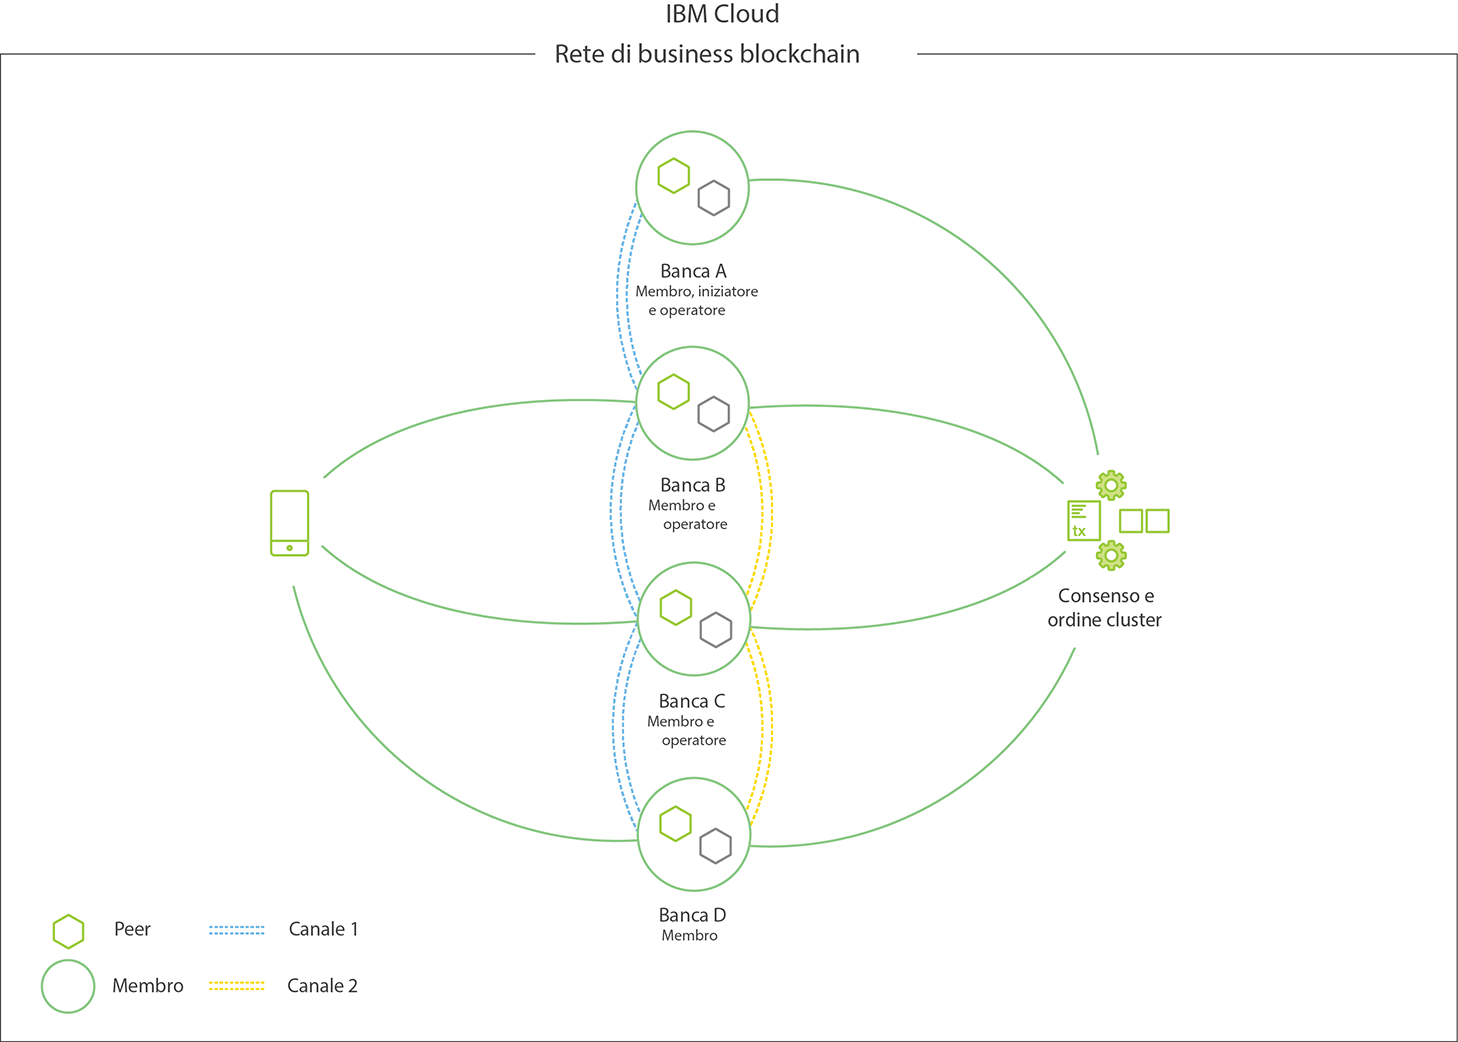 IBM Cloud
Rete di business blockchain
Banca A
Membro, iniziatore
e operatore
Banca B
Membro e
operatore
tx
Consenso e
ordine cluster
Banca C
Membro e
operatore
Banca D
Membro
Peer
Canale 1
Membro
Canale 2